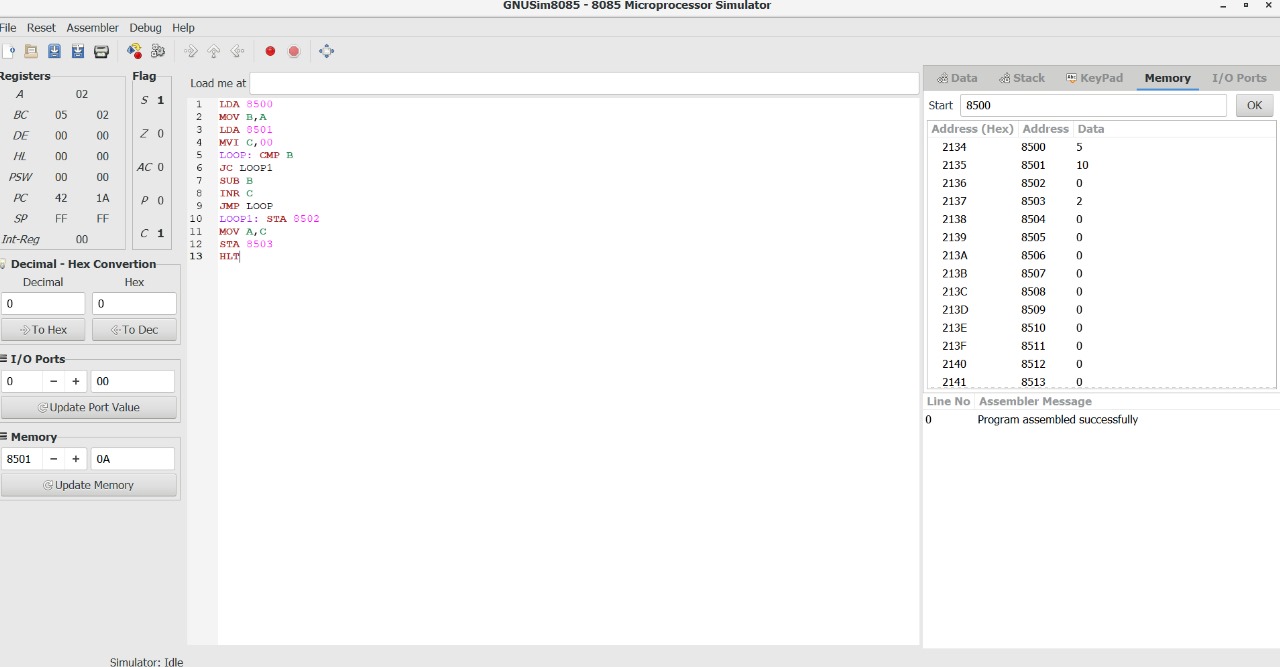 GNUSim8085 - 8085 Microprocessor Simulator
File Reset Assembler Debug Help
Registers
A 02
BC 05 02
DE 00 00
HL 00 00
PSW 00 00
PC 42 1A
SP FF FF
Int-Reg 00
Flag
S 1
Z 0
AC 0
P 0
C 1
Decimal - Hex Convertion
Decimal Hex
0 0
To Hex To Dec
I/O Ports
0 - + 00
Update Port Value
Memory
8501 - + 0A
Update Memory
Load me at
1 LDA 8500
2 MOV B,A
3 LDA 8501
4 MVI C,00
5 LOOP: CMP B
6 JC LOOP1
7 SUB B
8 INR C
9 JMP LOOP
10 LOOP1: STA 8502
11 MOV A,C
12 STA 8503
13 HLT
Data Stack KeyPad Memory I/O Ports
Start 8500 OK
Address (Hex) Address Data
2134 8500 5
2135 8501 10
2136 8502 0
2137 8503 2
2138 8504 0
2139 8505 0
213A 8506 0
213B 8507 0
213C 8508 0
213D 8509 0
213E 8510 0
213F 8511 0
2140 8512 0
2141 8513 0
Line No Assembler Message
0 Program assembled successfully
Simulator: Idle